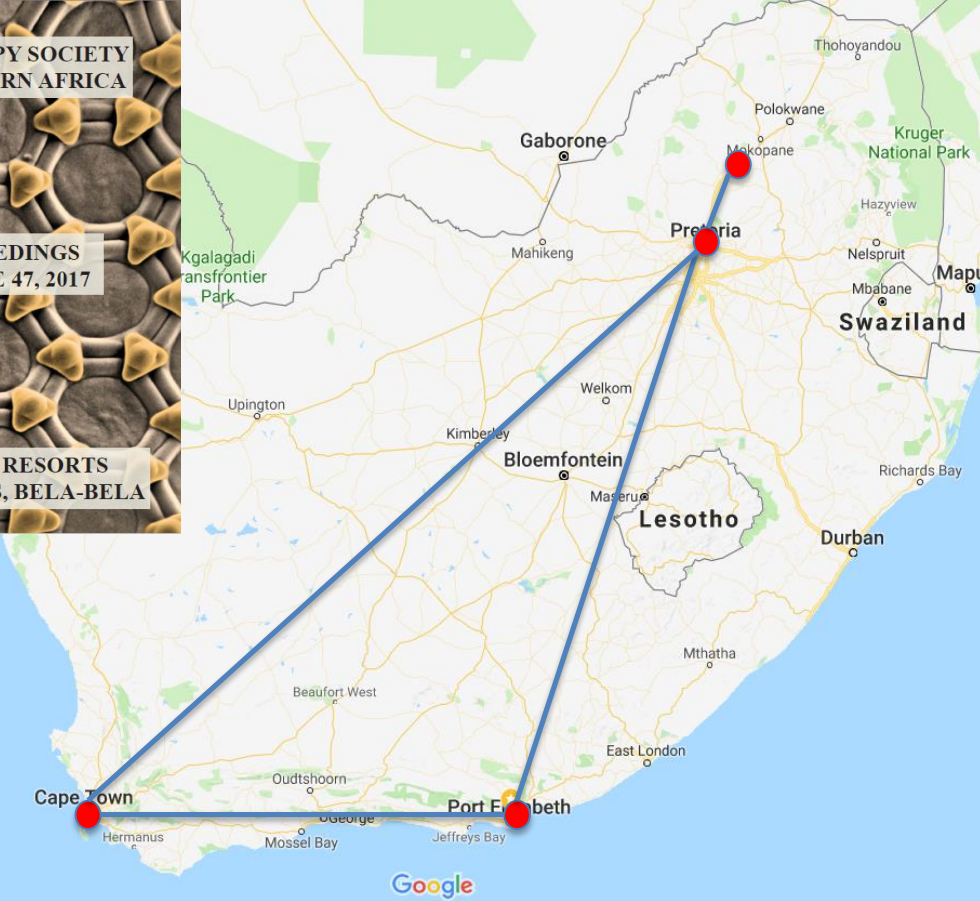 PY SOCIETY
RN AFRICA
EDINGS
E 47, 2017
RESORTS
S, BELA-BELA
Thohoyandou
Polokwane
Gaborone
Mokopane
Kruger
National Park
Hazyview
Pretoria
Mahikeng
Nelspruit
Kgalagadi
ransfrontier
Park
Mapu
Mbabane
Swaziland
Welkom
Upington
Kimberley
Bloemfontein
Richards Bay
Maseru
Lesotho
Durban
Mthatha
Beaufort West
East London
Oudtshoorn
Cape Town
Port Elizabeth
George
Hermanus
Mossel Bay
Jeffreys Bay
Google